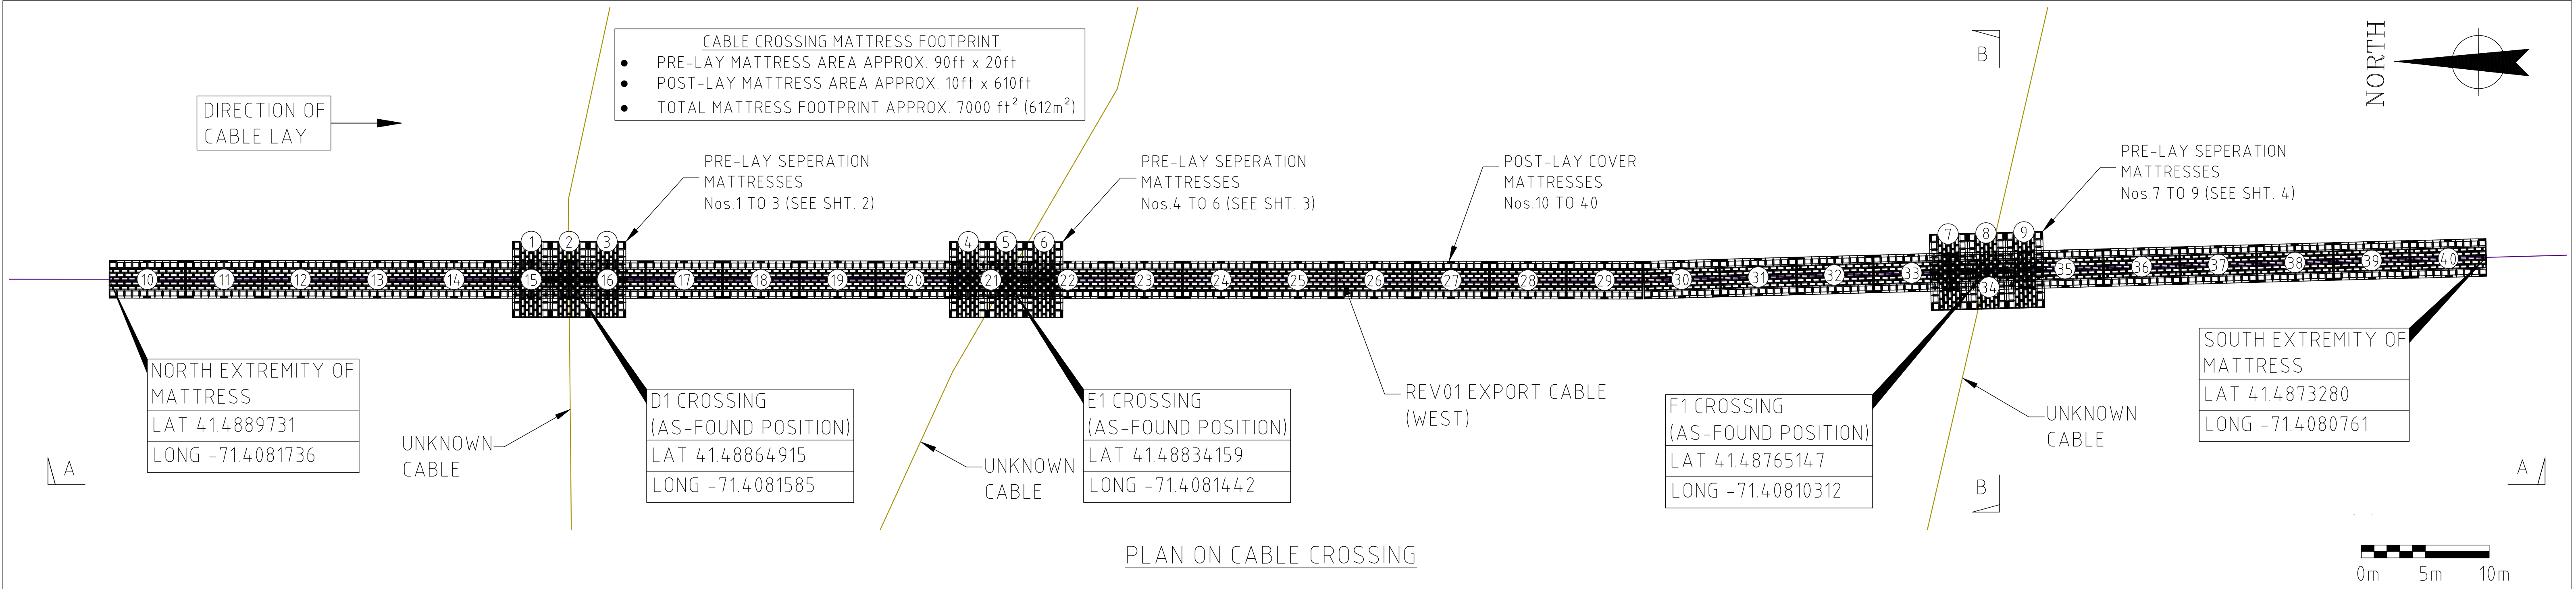 CABLE CROSSING MATTRESS FOOTPRINT
● PRE-LAY MATTRESS AREA APPROX. 90ft x 20ft
● POST-LAY MATTRESS AREA APPROX. 10ft x 610ft
● TOTAL MATTRESS FOOTPRINT APPROX. 7000 ft² (612m²)
DIRECTION OF
CABLE LAY
B
NORTH
PRE-LAY SEPERATION
MATTRESSES
Nos.1 TO 3 (SEE SHT. 2)
PRE-LAY SEPERATION
MATTRESSES
Nos.4 TO 6 (SEE SHT. 3)
POST-LAY COVER
MATTRESSES
Nos.10 TO 40
PRE-LAY SEPERATION
MATTRESSES
Nos.7 TO 9 (SEE SHT. 4)
1 2 3 4 5 6 7 8 9
10 11 12 13 14 15 16 17 18 19 20 21 22 23 24 25 26 27 28 29 30 31 32 33 34 35 36 37 38 39 40
NORTH EXTREMITY OF
MATTRESS
LAT 41.4889731
LONG -71.4081736
UNKNOWN
CABLE
D1 CROSSING
(AS-FOUND POSITION)
LAT 41.48864915
LONG -71.4081585
UNKNOWN
CABLE
E1 CROSSING
(AS-FOUND POSITION)
LAT 41.48834159
LONG -71.4081442
REV01 EXPORT CABLE
(WEST)
F1 CROSSING
(AS-FOUND POSITION)
LAT 41.48765147
LONG -71.40810312
UNKNOWN
CABLE
SOUTH EXTREMITY OF
MATTRESS
LAT 41.4873280
LONG -71.4080761
A
B
A
PLAN ON CABLE CROSSING
0m 5m 10m